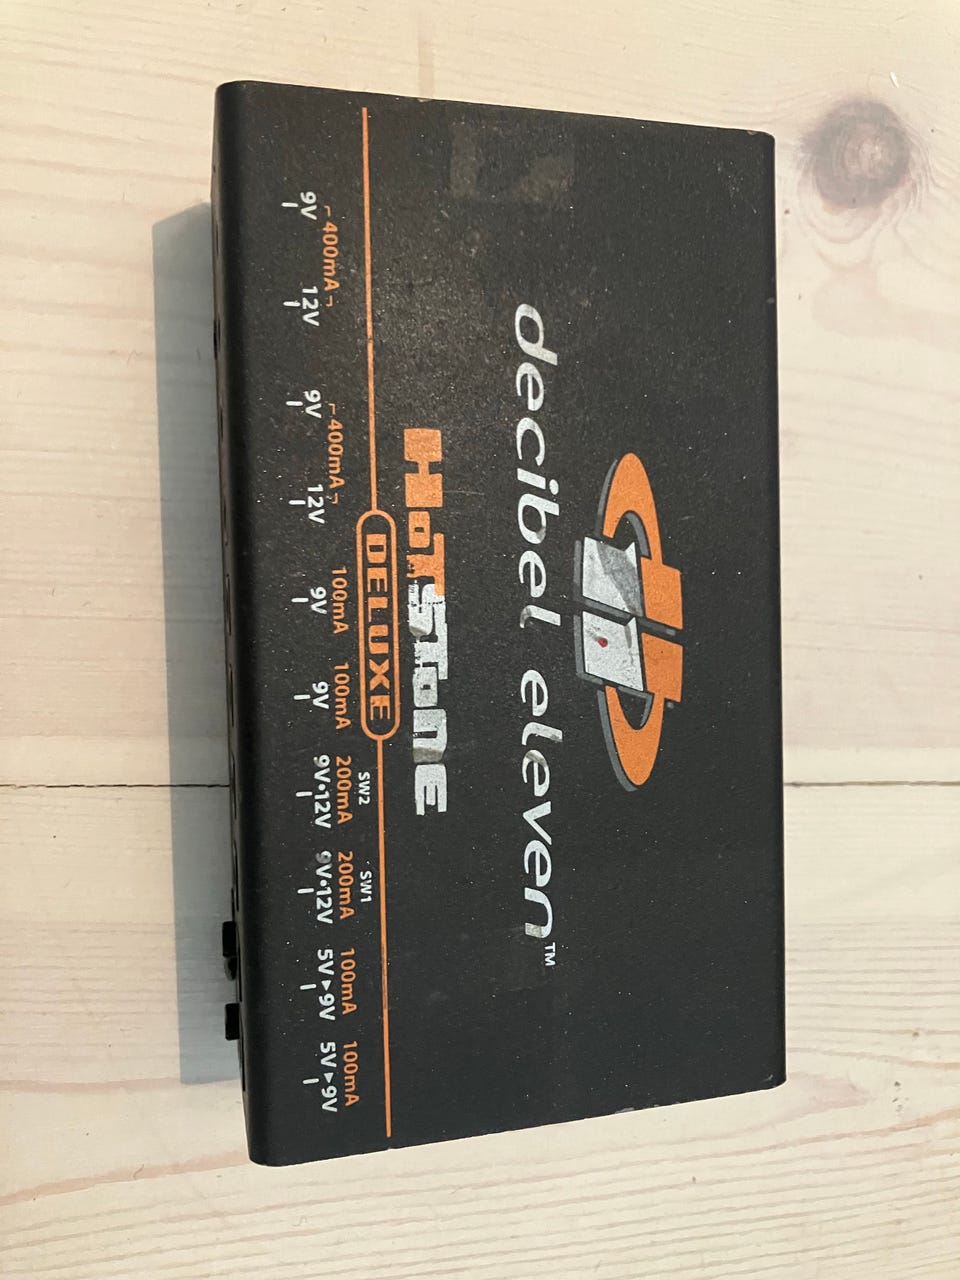 decibel eleven™
HOTSTONE
DELUXE
SW2 SW1
400mA 400mA 100mA 100mA 200mA 200mA 100mA 100mA
9V 12V 9V 12V 9V 9V 9V•12V 9V•12V 5V▸9V 5V▸9V